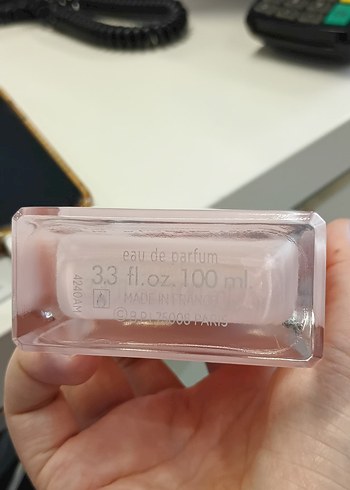 eau de parfum
3.3 fl.oz. 100 ml.
MADE IN FRANCE
75008 PARIS
4240AM